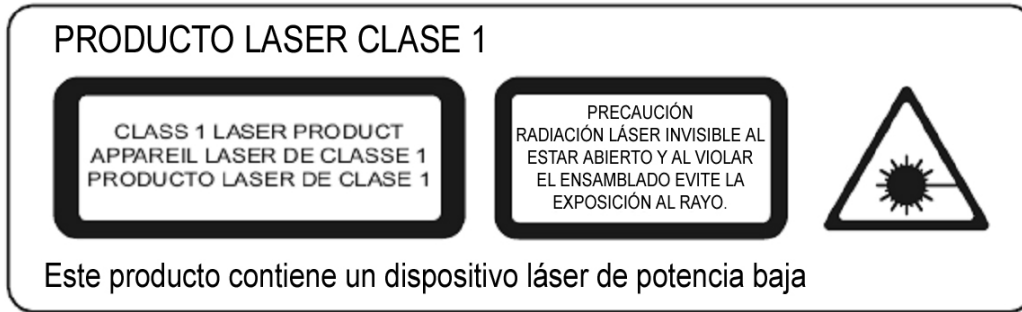 PRODUCTO LASER CLASE 1
CLASS 1 LASER PRODUCT
APPAREIL LASER DE CLASSE 1
PRODUCTO LASER DE CLASE 1
PRECAUCIÓN
RADIACIÓN LÁSER INVISIBLE AL
ESTAR ABIERTO Y AL VIOLAR
EL ENSAMBLADO EVITE LA
EXPOSICIÓN AL RAYO.
Este producto contiene un dispositivo láser de potencia baja